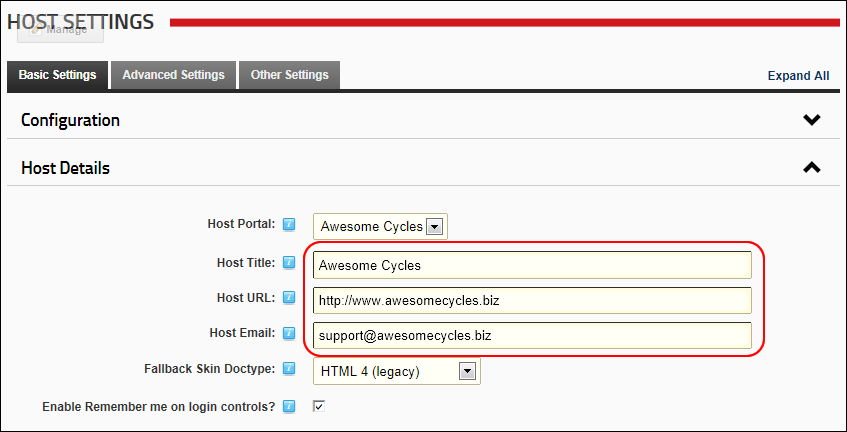 HOST SETTINGS
Manage
Basic Settings Advanced Settings Other Settings Expand All
Configuration
Host Details
Host Portal: Awesome Cycles
Host Title: Awesome Cycles
Host URL: http://www.awesomecycles.biz
Host Email: support@awesomecycles.biz
Fallback Skin Doctype: HTML 4 (legacy)
Enable Remember me on login controls?